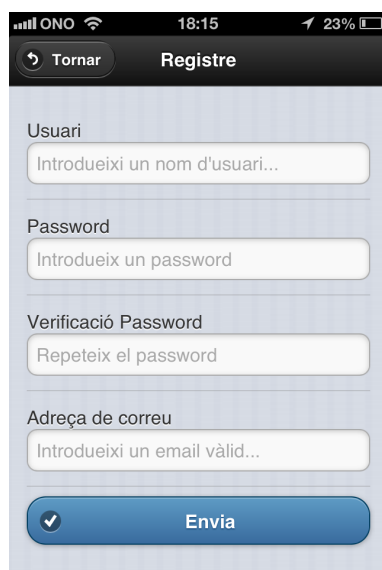 ONO 18:15 23%
Tornar Registre
Usuari
Introdueixi un nom d'usuari...
Password
Introdueix un password
Verificació Password
Repeteix el password
Adreça de correu
Introdueixi un email vàlid...
Envia